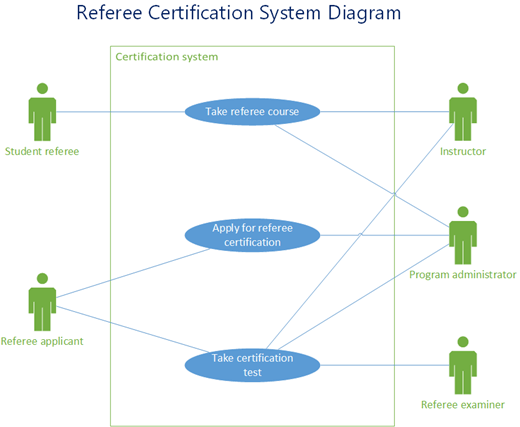 Referee Certification System Diagram
Certification system
Student referee
Take referee course
Instructor
Apply for referee
certification
Program administrator
Referee applicant
Take certification
test
Referee examiner